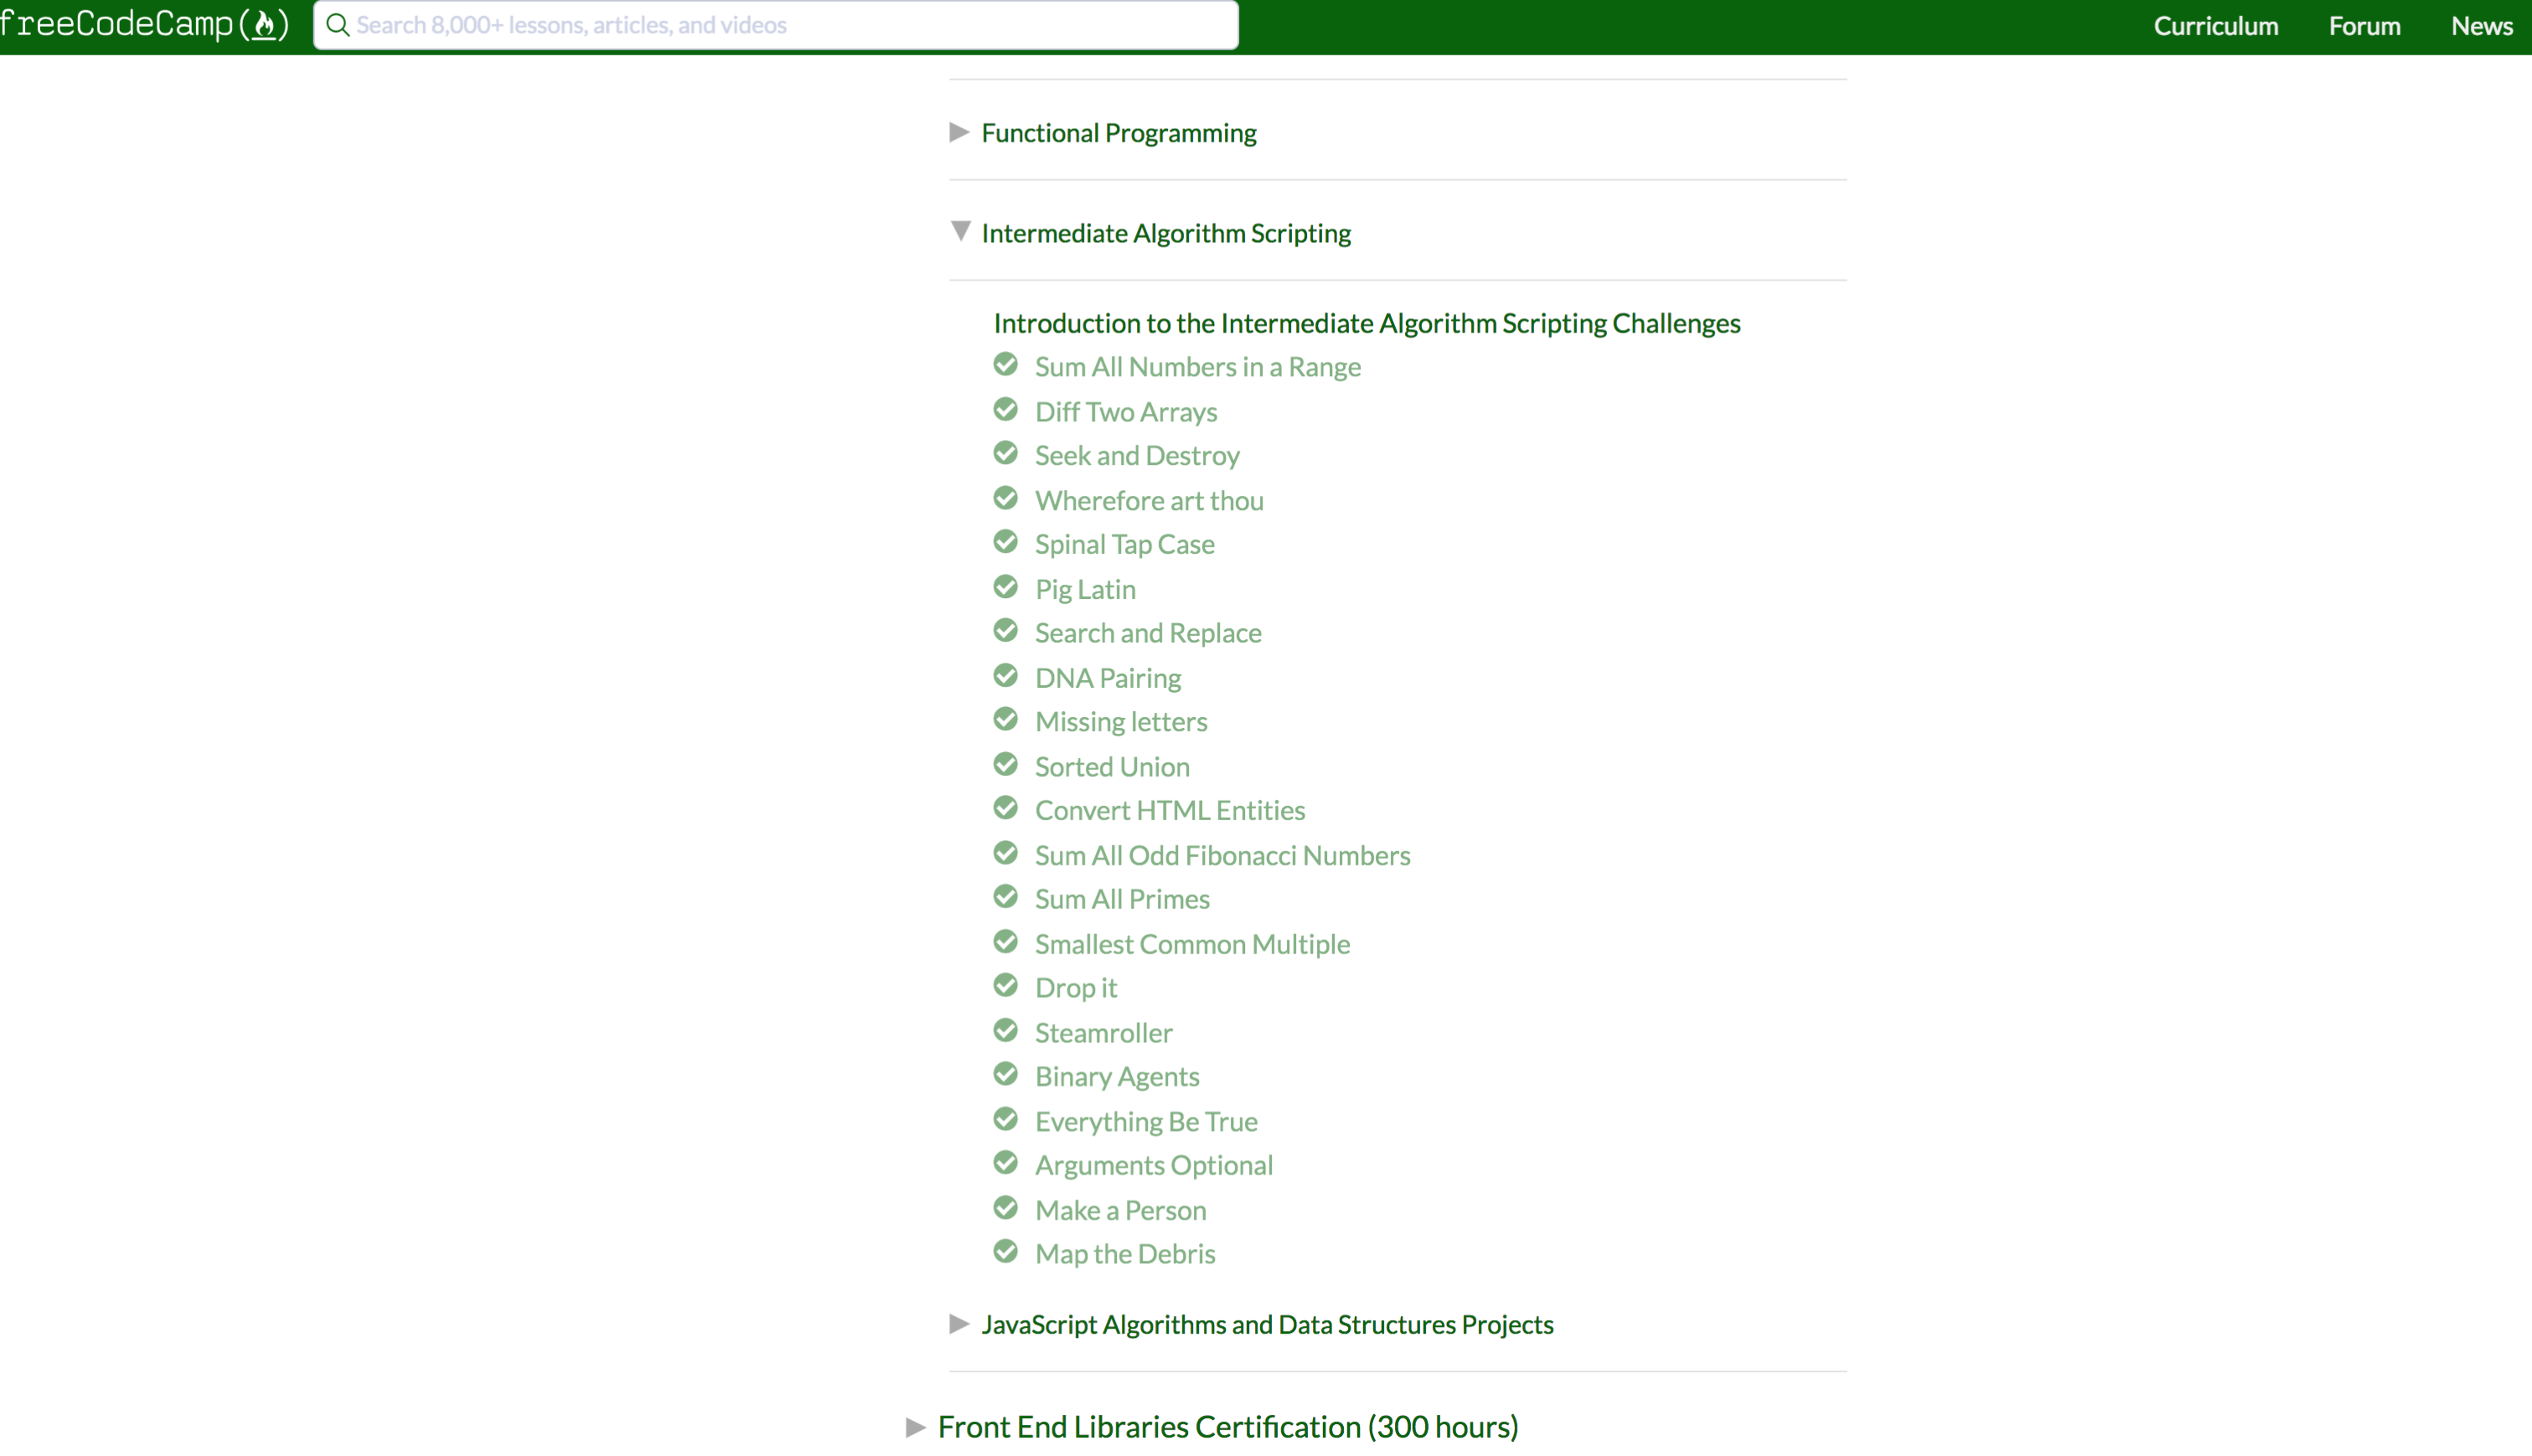 freeCodeCamp(🔥)
Search 8,000+ lessons, articles, and videos
Curriculum
Forum
News
Functional Programming
Intermediate Algorithm Scripting
Introduction to the Intermediate Algorithm Scripting Challenges
Sum All Numbers in a Range
Diff Two Arrays
Seek and Destroy
Wherefore art thou
Spinal Tap Case
Pig Latin
Search and Replace
DNA Pairing
Missing letters
Sorted Union
Convert HTML Entities
Sum All Odd Fibonacci Numbers
Sum All Primes
Smallest Common Multiple
Drop it
Steamroller
Binary Agents
Everything Be True
Arguments Optional
Make a Person
Map the Debris
JavaScript Algorithms and Data Structures Projects
Front End Libraries Certification (300 hours)